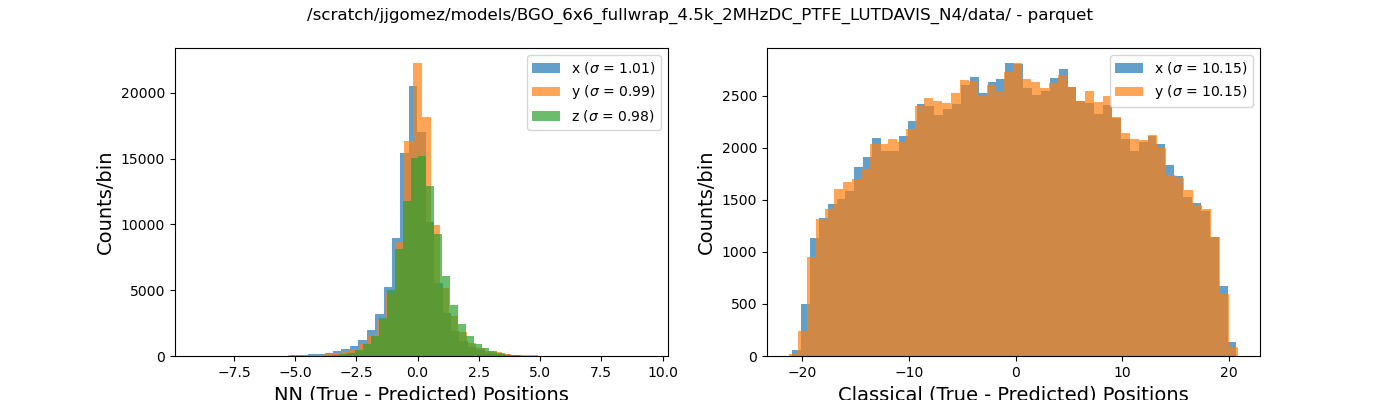 /scratch/jjgomez/models/BGO_6x6_fullwrap_4.5k_2MHzDC_PTFE_LUTDAVIS_N4/data/ - parquet
x (σ = 1.01)
y (σ = 0.99)
z (σ = 0.98)
Counts/bin
20000
15000
10000
5000
0
−7.5 −5.0 −2.5 0.0 2.5 5.0 7.5 10.0
NN (True - Predicted) Positions
x (σ = 10.15)
y (σ = 10.15)
Counts/bin
2500
2000
1500
1000
500
0
−20 −10 0 10 20
Classical (True - Predicted) Positions